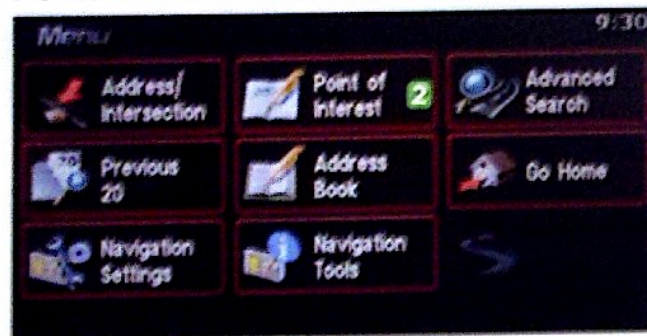 Menu
9:30
Address/
Intersection
Point of
Interest
2
Advanced
Search
Previous
20
Address
Book
Go Home
Navigation
Settings
Navigation
Tools